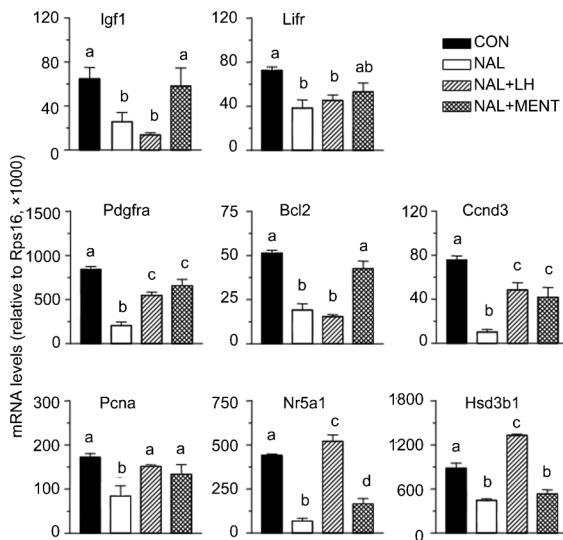 Igf1
Lifr
CON
NAL
NAL+LH
NAL+MENT
120
80
40
0
a
b
b
a
120
80
40
0
a
b
b
ab
mRNA levels (relative to Rps16, ×1000)
Pdgfra
Bcl2
Ccnd3
1500
1000
500
0
a
b
c
c
75
50
25
0
a
b
b
a
120
80
40
0
a
b
c
c
Pcna
Nr5a1
Hsd3b1
300
200
100
0
a
b
a
a
750
500
250
0
a
b
c
d
1800
1200
600
0
a
b
c
b